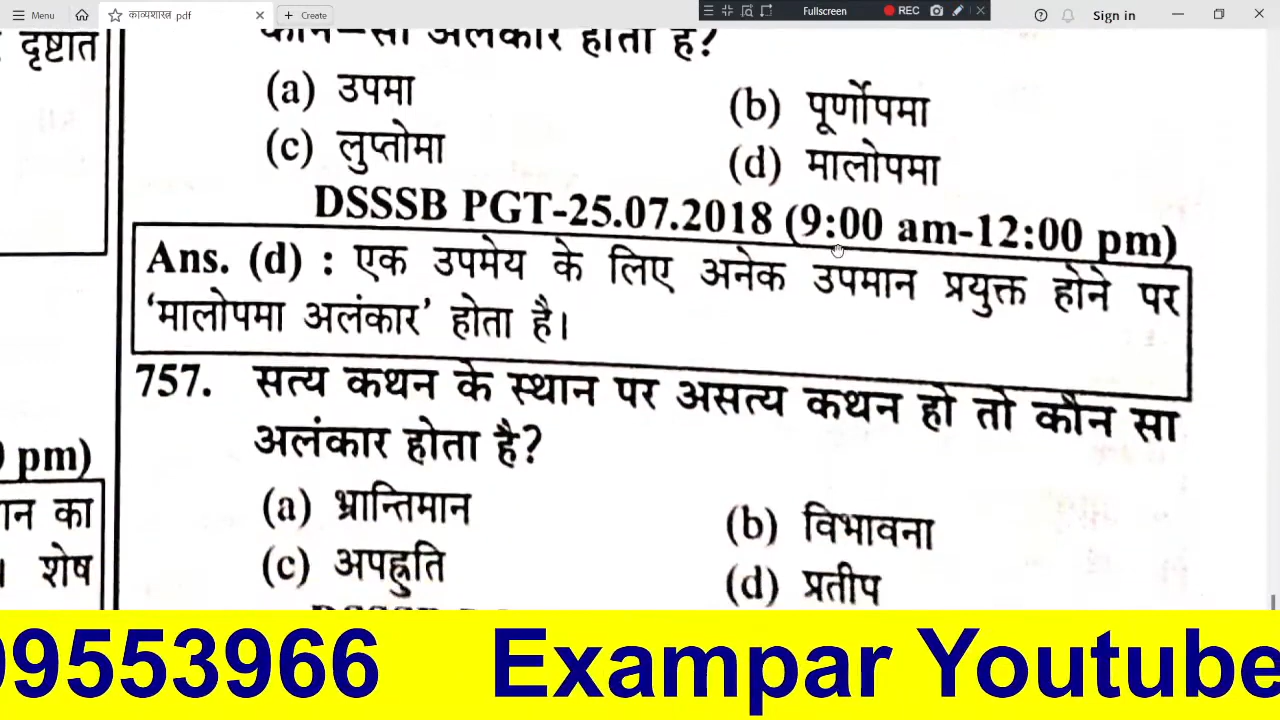 Menu काव्यशास्त्र pdf Create Fullscreen REC Sign in
दृष्टांत
कौन–सा अलंकार होता है?
(a) उपमा (b) पूर्णोपमा
(c) लुप्तोमा (d) मालोपमा
DSSSB PGT-25.07.2018 (9:00 am-12:00 pm)
Ans. (d) : एक उपमेय के लिए अनेक उपमान प्रयुक्त होने पर
‘मालोपमा अलंकार’ होता है।
757. सत्य कथन के स्थान पर असत्य कथन हो तो कौन सा
अलंकार होता है?
pm)
(a) भ्रान्तिमान (b) विभावना
का
(c) अपह्नुति (d) प्रतीप
शेष
99553966 Exampar Youtube